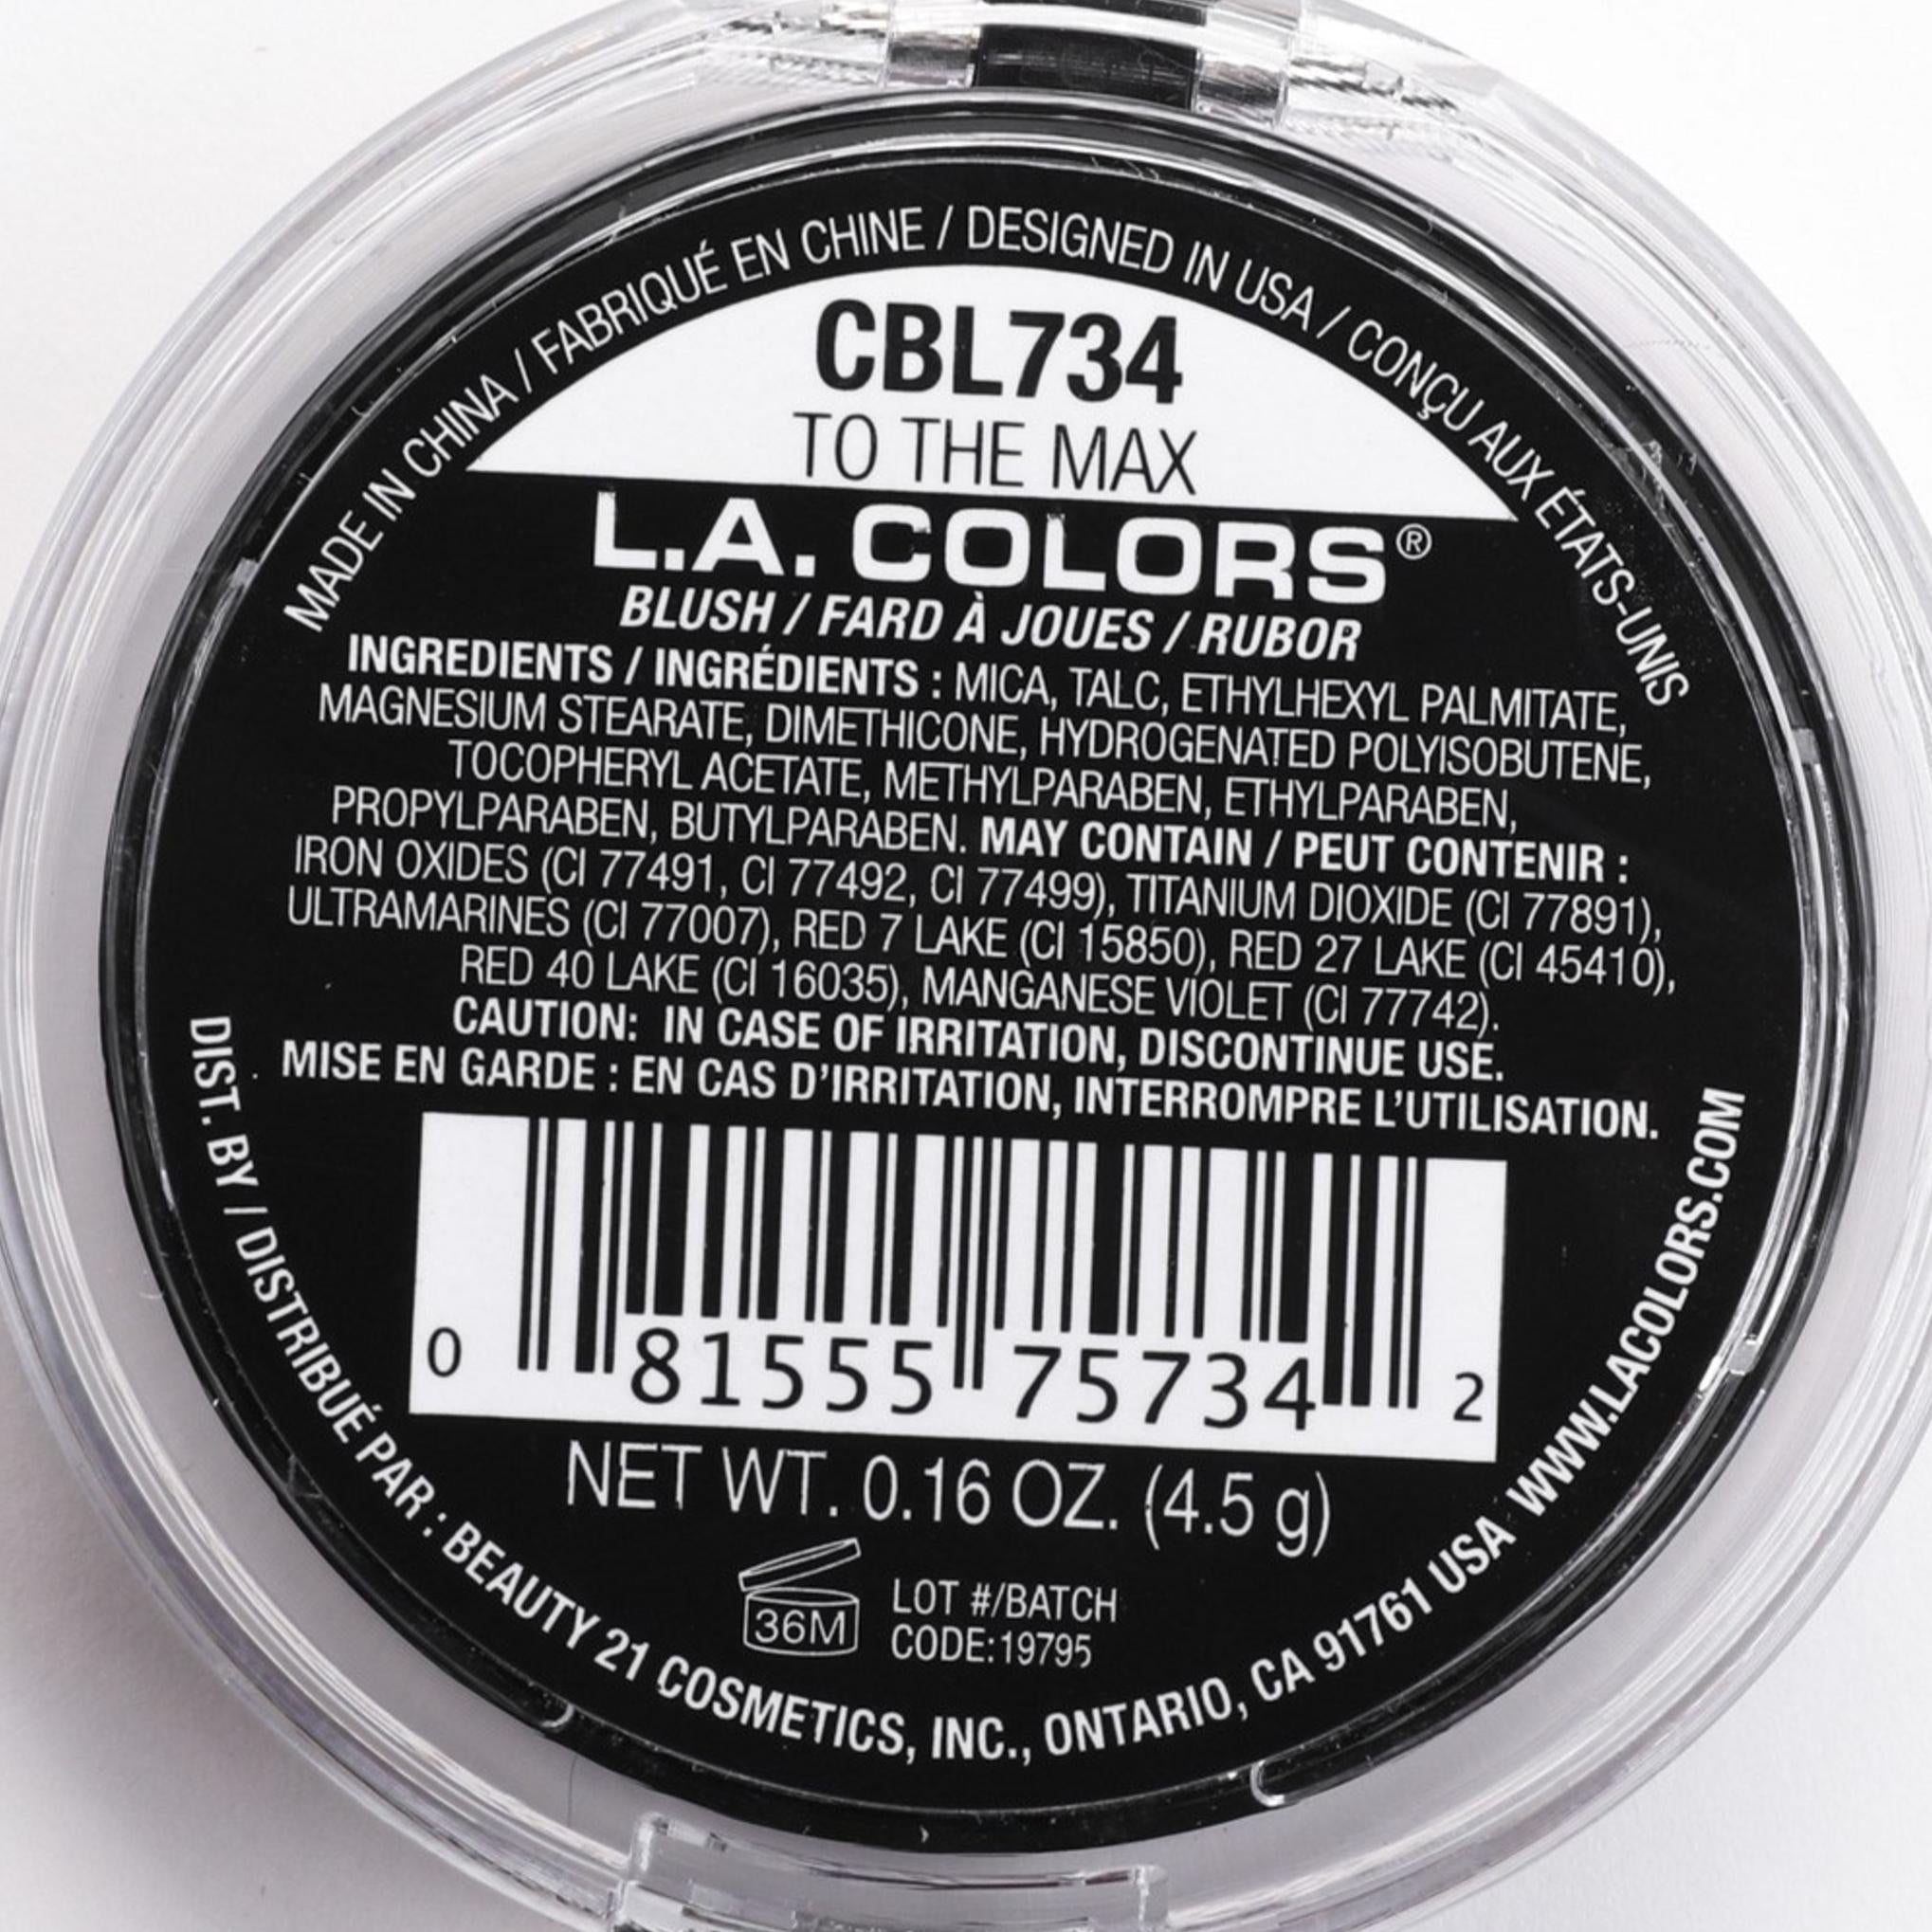 MADE IN CHINA / FABRIQUÉ EN CHINE / DESIGNED IN USA / CONÇU AUX ÉTATS-UNIS
CBL734
TO THE MAX
L.A. COLORS®
BLUSH / FARD À JOUES / RUBOR
INGREDIENTS / INGRÉDIENTS : MICA, TALC, ETHYLHEXYL PALMITATE,
MAGNESIUM STEARATE, DIMETHICONE, HYDROGENATED POLYISOBUTENE,
TOCOPHERYL ACETATE, METHYLPARABEN, ETHYLPARABEN,
PROPYLPARABEN, BUTYLPARABEN. MAY CONTAIN / PEUT CONTENIR :
IRON OXIDES (CI 77491, CI 77492, CI 77499), TITANIUM DIOXIDE (CI 77891),
ULTRAMARINES (CI 77007), RED 7 LAKE (CI 15850), RED 27 LAKE (CI 45410),
RED 40 LAKE (CI 16035), MANGANESE VIOLET (CI 77742).
CAUTION: IN CASE OF IRRITATION, DISCONTINUE USE.
MISE EN GARDE : EN CAS D'IRRITATION, INTERROMPRE L'UTILISATION.
0 81555 75734 2
NET WT. 0.16 OZ. (4.5 g)
36M
LOT #/BATCH
CODE:19795
DIST. BY / DISTRIBUÉ PAR : BEAUTY 21 COSMETICS, INC., ONTARIO, CA 91761 USA WWW.LACOLORS.COM